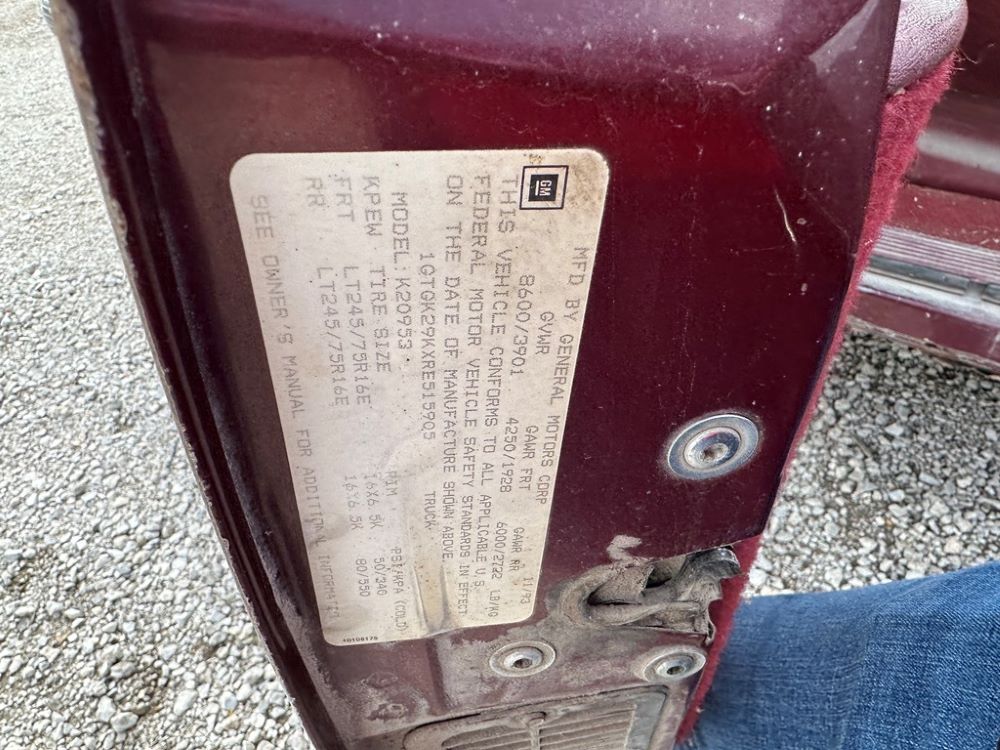 GM
MFD BY GENERAL MOTORS CORP 11/93
GVWR GAWR FRT GAWR RR
8600/3901 4250/1928 6000/2722 LB/KG
THIS VEHICLE CONFORMS TO ALL APPLICABLE U.S.
FEDERAL MOTOR VEHICLE SAFETY STANDARDS IN EFFECT
ON THE DATE OF MANUFACTURE SHOWN ABOVE.
1GTGK29KXRE515905 TRUCK
MODEL: K20953
KPEW TIRE SIZE RIM PSI/KPA (COLD)
FRT LT245/75R16E 16X6.5K 50/340
RR LT245/75R16E 16X6.5K 80/550
SEE OWNER'S MANUAL FOR ADDITIONAL INFORMATION